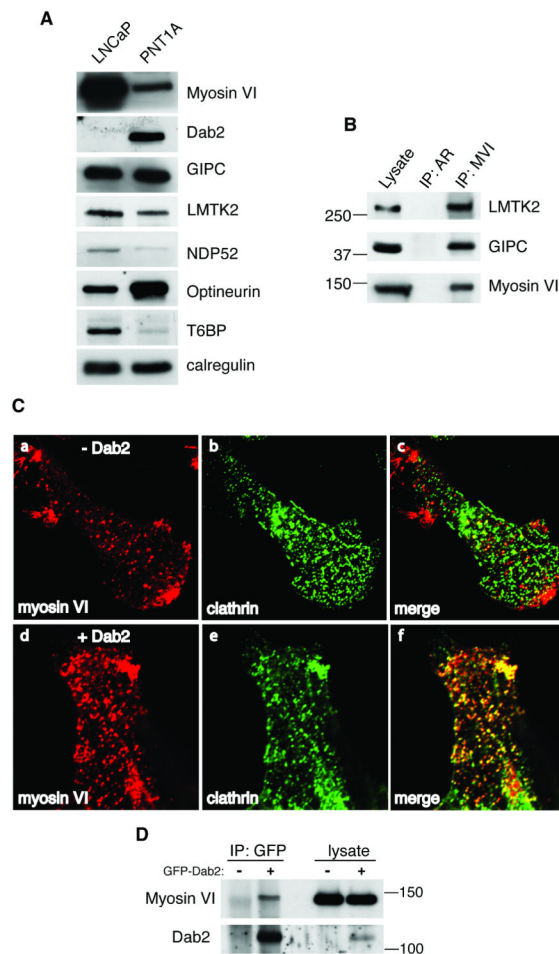 A
LNCaP
PNT1A
Myosin VI
Dab2
GIPC
LMTK2
NDP52
Optineurin
T6BP
calregulin
B
Lysate
IP: AR
IP: MVI
250
LMTK2
37
GIPC
150
Myosin VI
C
a
- Dab2
myosin VI
b
clathrin
c
merge
d
+ Dab2
myosin VI
e
clathrin
f
merge
D
IP: GFP
lysate
GFP-Dab2:
-
+
-
+
Myosin VI
150
Dab2
100